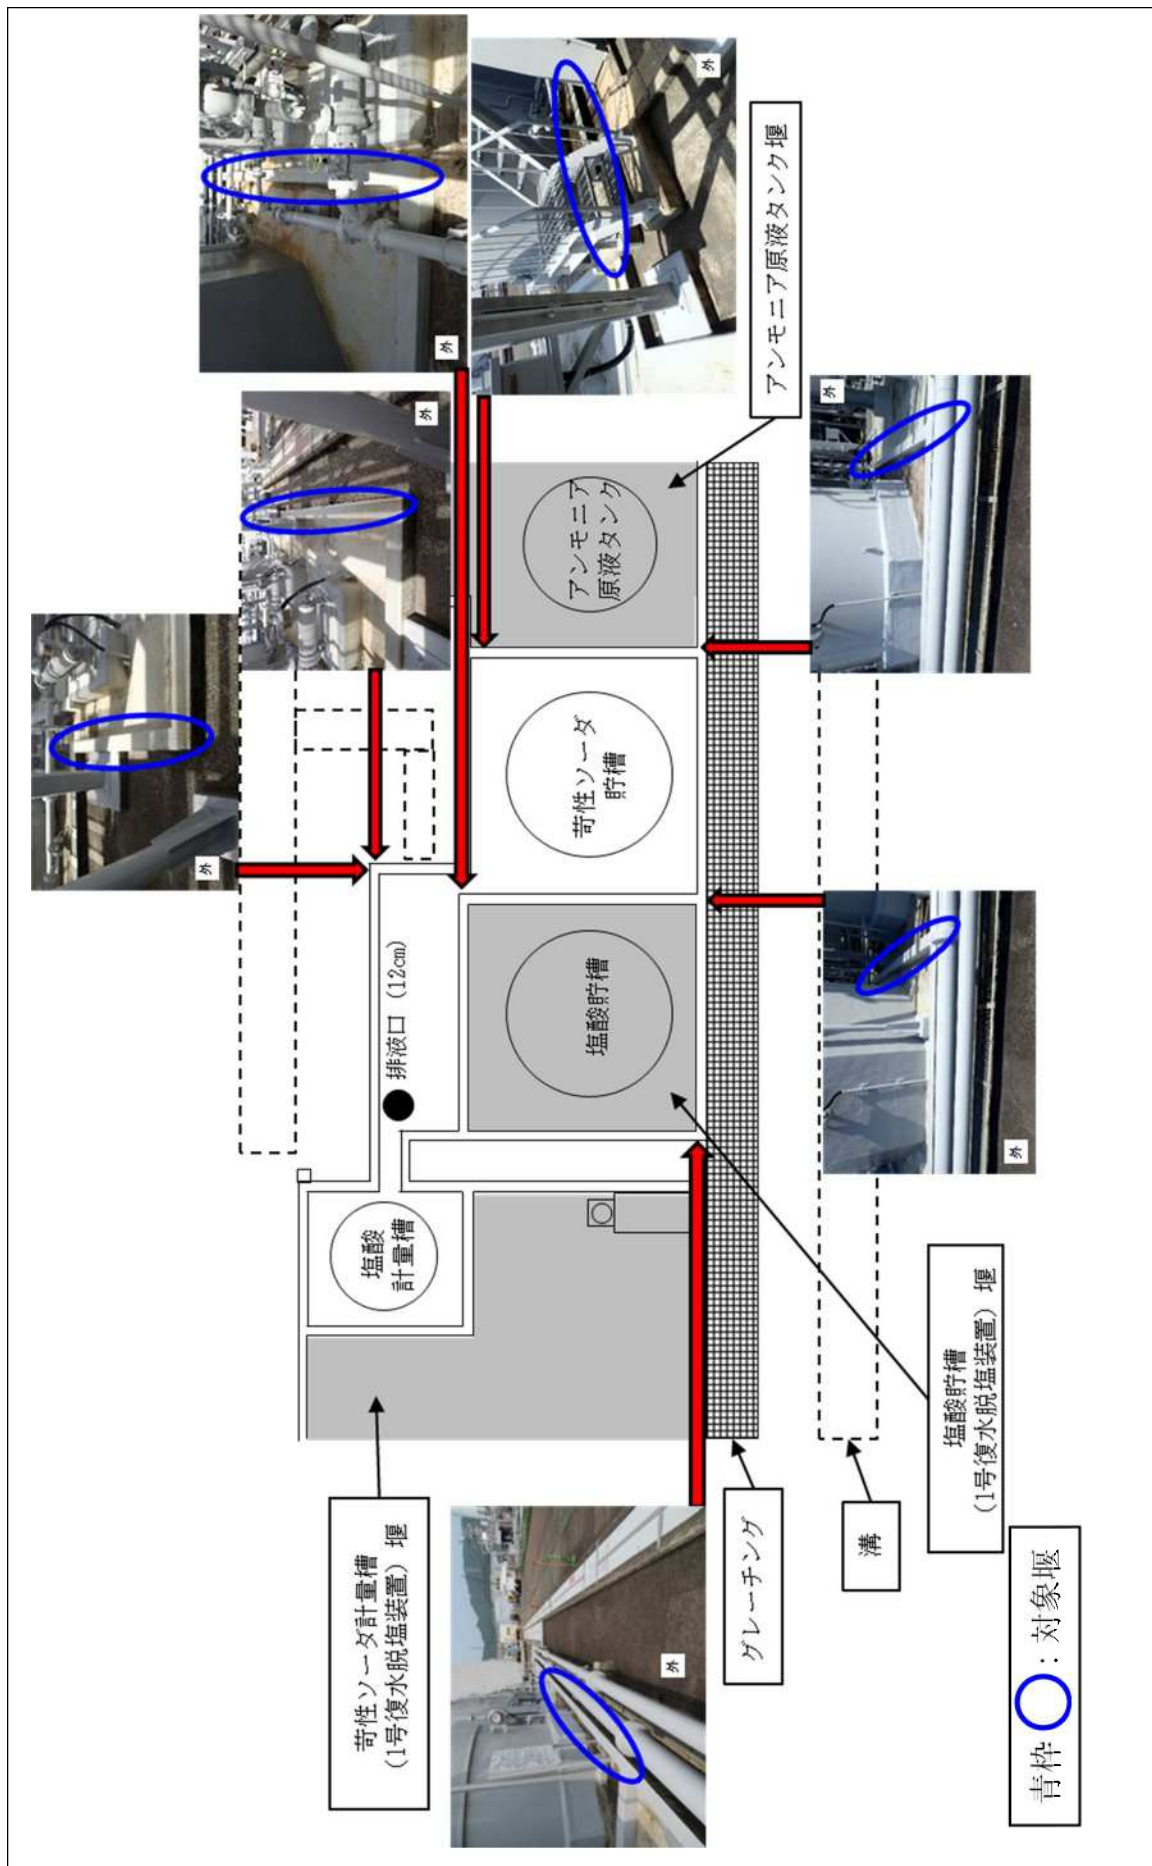 苛性ソーダ計量槽
(1号復水脱塩装置)堰
塩酸
計量槽
排液口 (12cm)
塩酸貯槽
苛性ソーダ
貯槽
アンモニア
原液タンク
アンモニア原液タンク堰
グレーチング
溝
塩酸貯槽
(1号復水脱塩装置)堰
青枠 : 対象堰
外
外
外
外
外
外
外